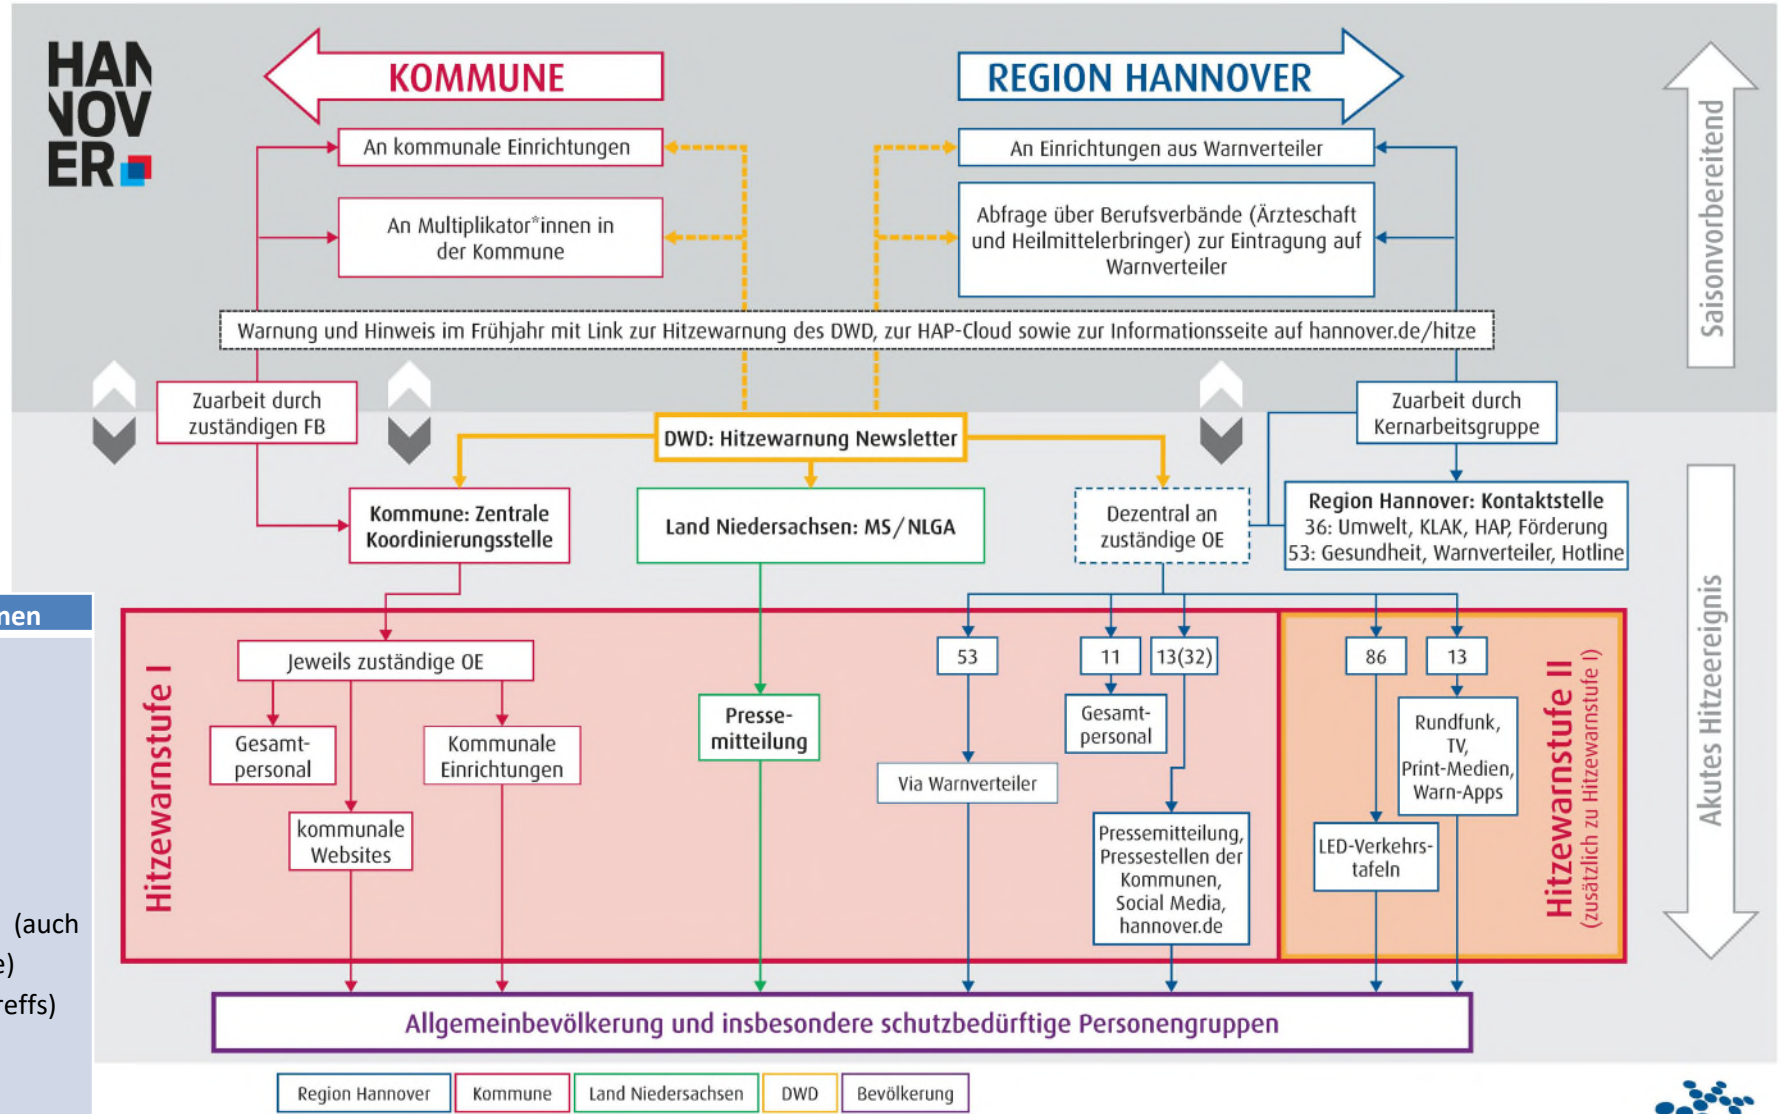 HAN
NOV
ER
KOMMUNE
REGION HANNOVER
An kommunale Einrichtungen
An Einrichtungen aus Warnverteiler
An Multiplikator*innen in
der Kommune
Abfrage über Berufsverbände (Ärzteschaft
und Heilmittelerbringer) zur Eintragung auf
Warnverteiler
Saisonvorbereitend
Warnung und Hinweis im Frühjahr mit Link zur Hitzewarnung des DWD, zur HAP-Cloud sowie zur Informationsseite auf hannover.de/hitze
Zuarbeit durch
zuständigen FB
Zuarbeit durch
Kernarbeitsgruppe
DWD: Hitzewarnung Newsletter
Kommune: Zentrale
Koordinierungsstelle
Land Niedersachsen: MS/NLGA
Dezentral an
zuständige OE
Region Hannover: Kontaktstelle
36: Umwelt, KLAK, HAP, Förderung
53: Gesundheit, Warnverteiler, Hotline
Akutes Hitzeereignis
nen
(auch
e)
reffs)
Hitzewarnstufe I
Jeweils zuständige OE
Gesamt-
personal
kommunale
Websites
Kommunale
Einrichtungen
Presse-
mitteilung
53
Via Warnverteiler
11
Gesamt-
personal
13(32)
Pressemitteilung,
Pressestellen der
Kommunen,
Social Media,
hannover.de
86
LED-Verkehrs-
tafeln
13
Rundfunk,
TV,
Print-Medien,
Warn-Apps
Hitzewarnstufe II
(zusätzlich zu Hitzewarnstufe I)
Allgemeinbevölkerung und insbesondere schutzbedürftige Personengruppen
Region Hannover
Kommune
Land Niedersachsen
DWD
Bevölkerung